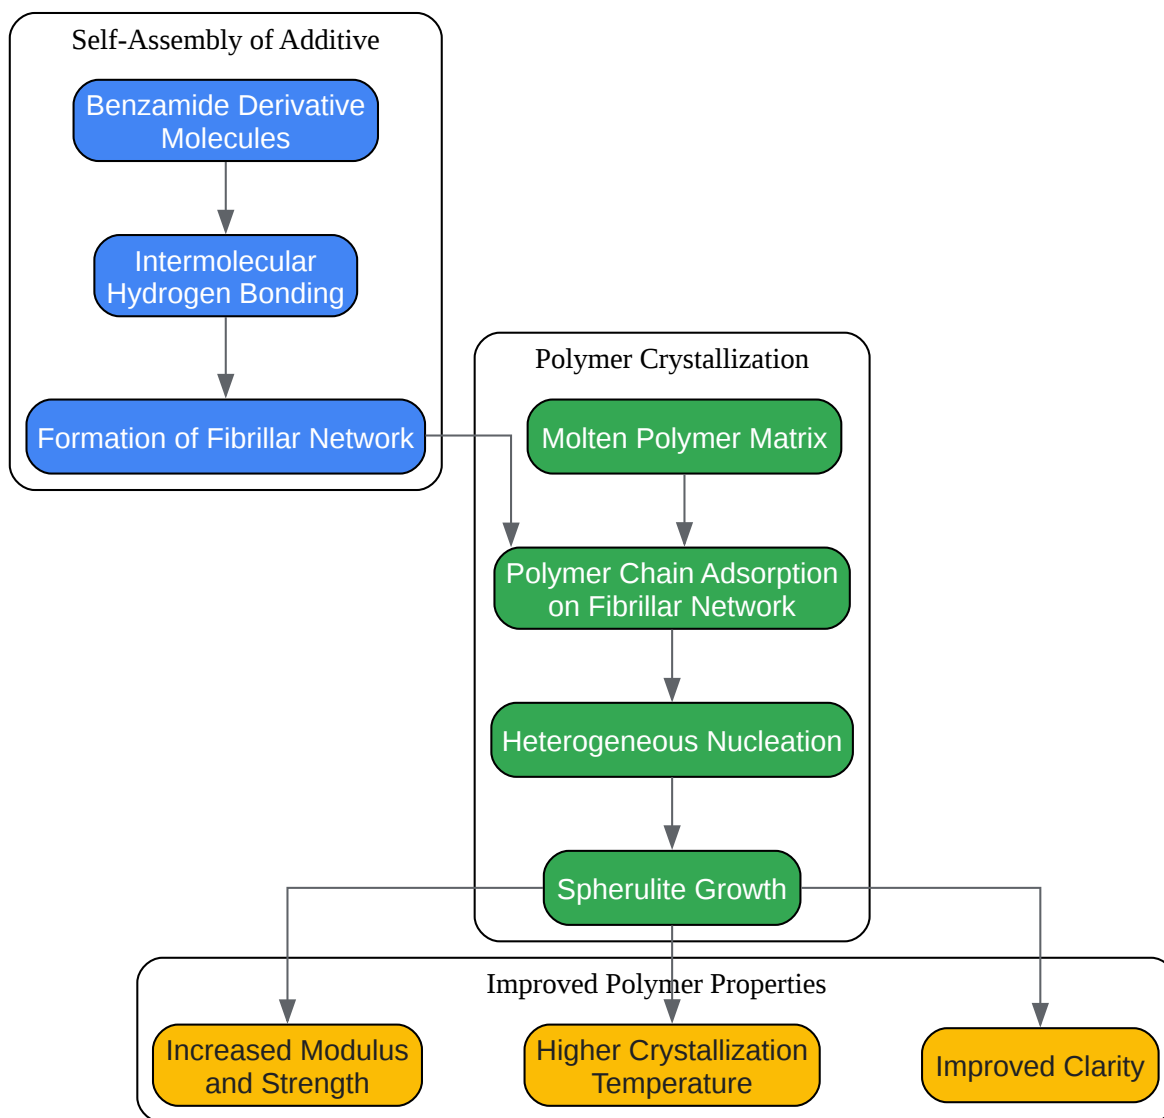 Self-Assembly of Additive
Benzamide Derivative
Molecules
Intermolecular
Hydrogen Bonding
Formation of Fibrillar Network
Polymer Crystallization
Molten Polymer Matrix
Polymer Chain Adsorption
on Fibrillar Network
Heterogeneous Nucleation
Spherulite Growth
Improved Polymer Properties
Increased Modulus
and Strength
Higher Crystallization
Temperature
Improved Clarity